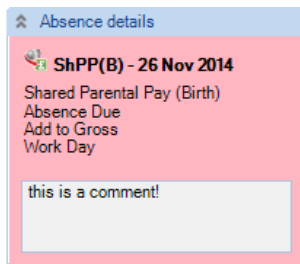 Absence details
ShPP(B) - 26 Nov 2014
Shared Parental Pay (Birth)
Absence Due
Add to Gross
Work Day
this is a comment!